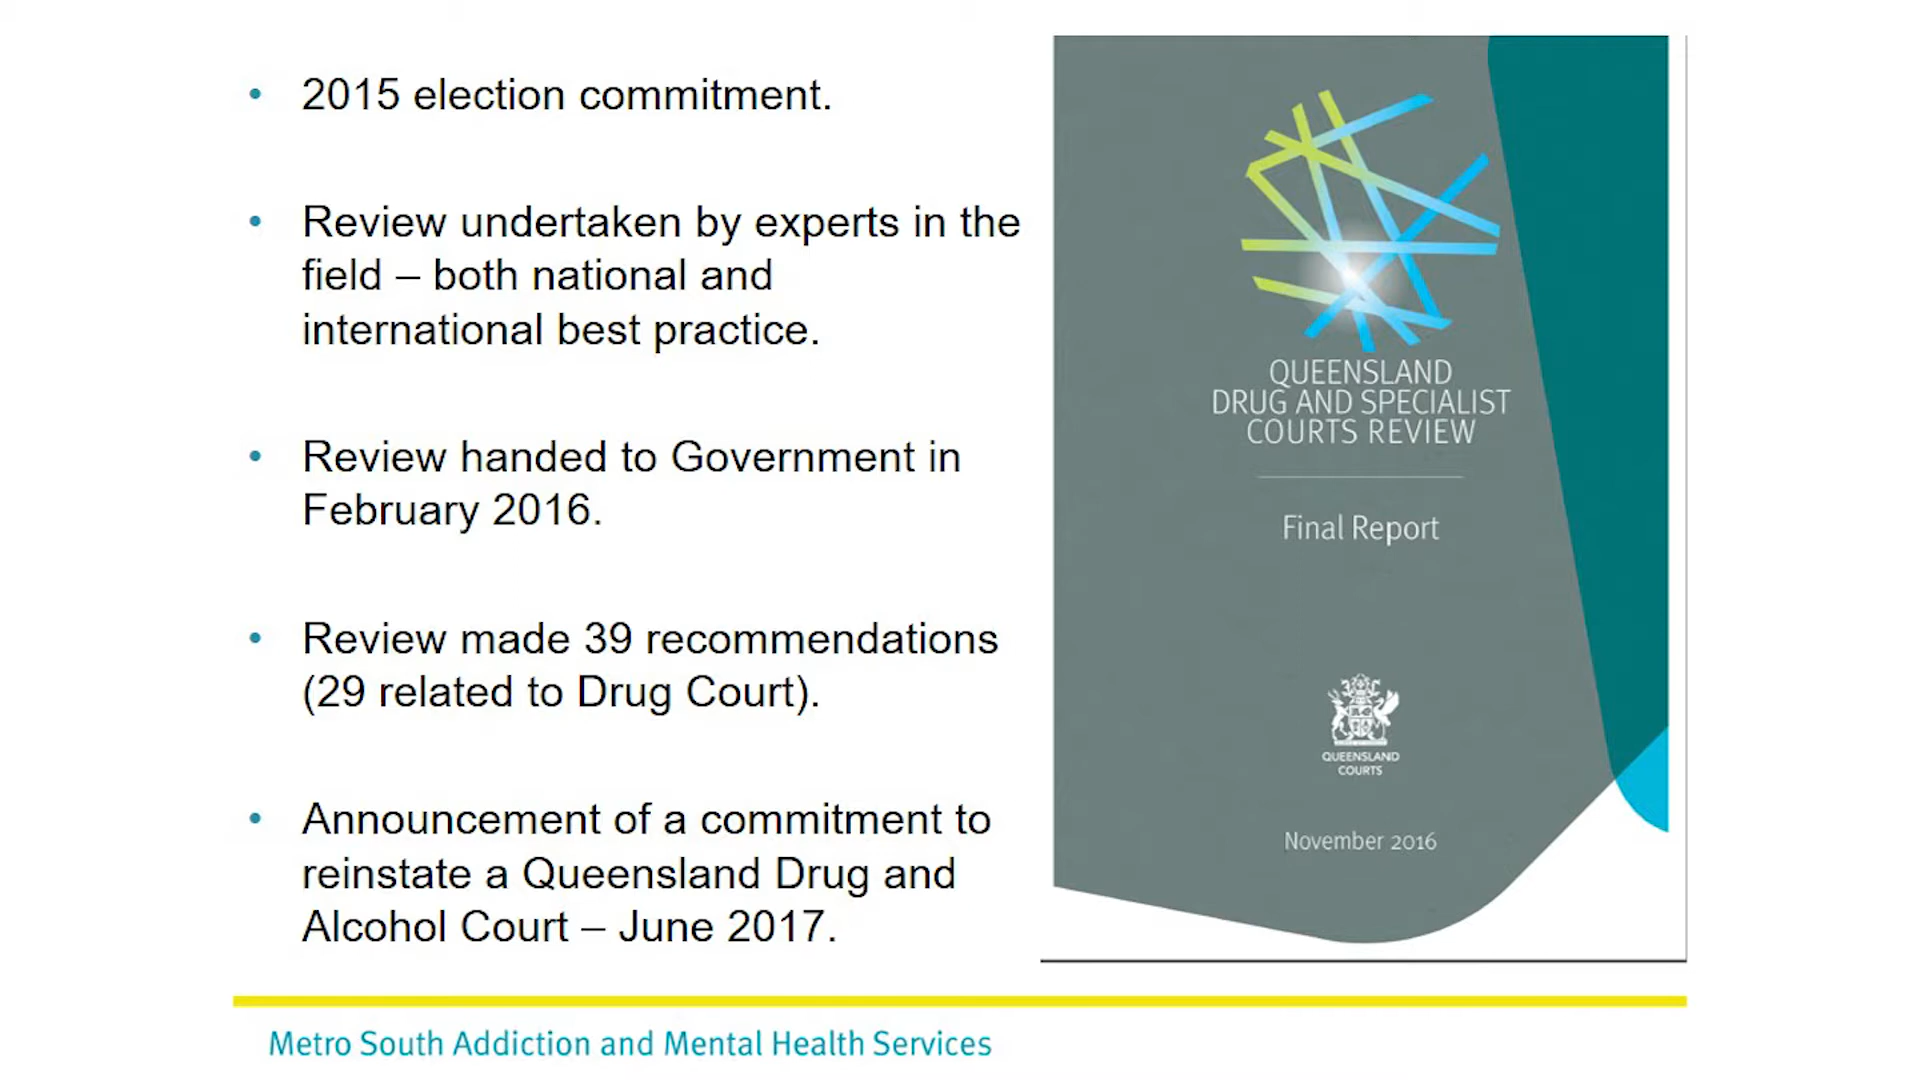 • 2015 election commitment.
• Review undertaken by experts in the
field – both national and
international best practice.
• Review handed to Government in
February 2016.
• Review made 39 recommendations
(29 related to Drug Court).
• Announcement of a commitment to
reinstate a Queensland Drug and
Alcohol Court – June 2017.
QUEENSLAND
DRUG AND SPECIALIST
COURTS REVIEW
Final Report
QUEENSLAND
COURTS
November 2016
Metro South Addiction and Mental Health Services